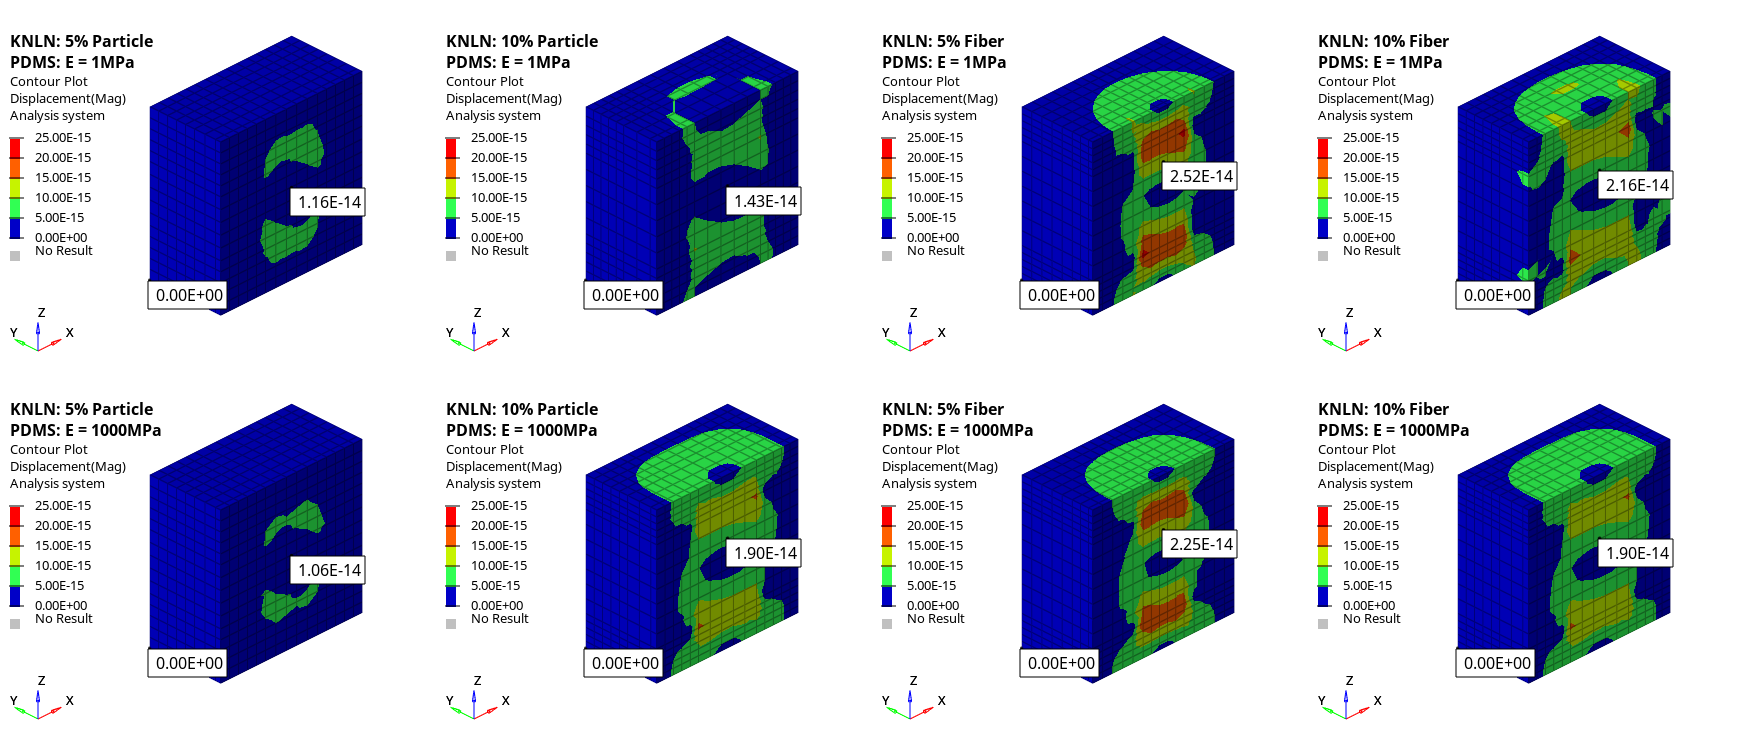 KNLN: 5% Particle
PDMS: E = 1MPa
Contour Plot
Displacement(Mag)
Analysis system
25.00E-15
20.00E-15
15.00E-15
10.00E-15
5.00E-15
0.00E+00
No Result
1.16E-14
0.00E+00
Z
Y
X
KNLN: 10% Particle
PDMS: E = 1MPa
Contour Plot
Displacement(Mag)
Analysis system
25.00E-15
20.00E-15
15.00E-15
10.00E-15
5.00E-15
0.00E+00
No Result
1.43E-14
0.00E+00
Z
Y
X
KNLN: 5% Fiber
PDMS: E = 1MPa
Contour Plot
Displacement(Mag)
Analysis system
25.00E-15
20.00E-15
15.00E-15
10.00E-15
5.00E-15
0.00E+00
No Result
2.52E-14
0.00E+00
Z
Y
X
KNLN: 10% Fiber
PDMS: E = 1MPa
Contour Plot
Displacement(Mag)
Analysis system
25.00E-15
20.00E-15
15.00E-15
10.00E-15
5.00E-15
0.00E+00
No Result
2.16E-14
0.00E+00
Z
Y
X
KNLN: 5% Particle
PDMS: E = 1000MPa
Contour Plot
Displacement(Mag)
Analysis system
25.00E-15
20.00E-15
15.00E-15
10.00E-15
5.00E-15
0.00E+00
No Result
1.06E-14
0.00E+00
Z
Y
X
KNLN: 10% Particle
PDMS: E = 1000MPa
Contour Plot
Displacement(Mag)
Analysis system
25.00E-15
20.00E-15
15.00E-15
10.00E-15
5.00E-15
0.00E+00
No Result
1.90E-14
0.00E+00
Z
Y
X
KNLN: 5% Fiber
PDMS: E = 1000MPa
Contour Plot
Displacement(Mag)
Analysis system
25.00E-15
20.00E-15
15.00E-15
10.00E-15
5.00E-15
0.00E+00
No Result
2.25E-14
0.00E+00
Z
Y
X
KNLN: 10% Fiber
PDMS: E = 1000MPa
Contour Plot
Displacement(Mag)
Analysis system
25.00E-15
20.00E-15
15.00E-15
10.00E-15
5.00E-15
0.00E+00
No Result
1.90E-14
0.00E+00
Z
Y
X